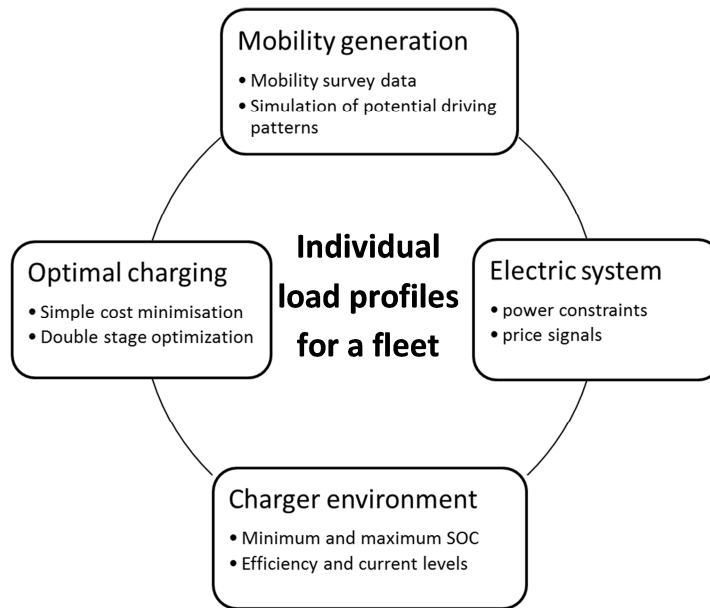 Mobility generation
• Mobility survey data
• Simulation of potential driving
patterns
Optimal charging
• Simple cost minimisation
• Double stage optimization
Individual
load profiles
for a fleet
Electric system
• power constraints
• price signals
Charger environment
• Minimum and maximum SOC
• Efficiency and current levels